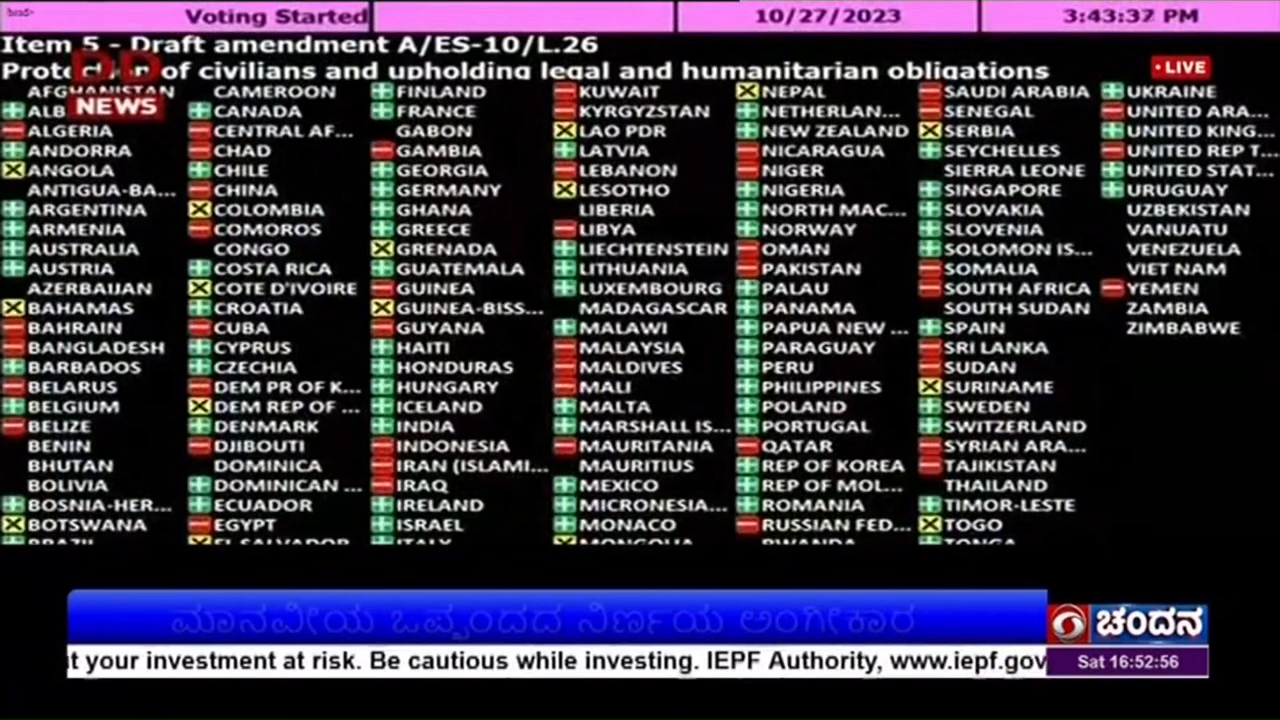 Voting Started 10/27/2023 3:43:37 PM
Item 5 - Draft amendment A/ES-10/L.26
Protection of civilians and upholding legal and humanitarian obligations
DD
NEWS
LIVE
AFGHANISTAN CAMEROON FINLAND KUWAIT NEPAL SAUDI ARABIA UKRAINE
ALB CANADA FRANCE KYRGYZSTAN NETHERLAN... SENEGAL UNITED ARA...
ALGERIA CENTRAL AF... GABON LAO PDR NEW ZEALAND SERBIA UNITED KING...
ANDORRA CHAD GAMBIA LATVIA NICARAGUA SEYCHELLES UNITED REP T...
ANGOLA CHILE GEORGIA LEBANON NIGER SIERRA LEONE UNITED STAT...
ANTIGUA-BA... CHINA GERMANY LESOTHO NIGERIA SINGAPORE URUGUAY
ARGENTINA COLOMBIA GHANA LIBERIA NORTH MAC... SLOVAKIA UZBEKISTAN
ARMENIA COMOROS GREECE LIBYA NORWAY SLOVENIA VANUATU
AUSTRALIA CONGO GRENADA LIECHTENSTEIN OMAN SOLOMON IS... VENEZUELA
AUSTRIA COSTA RICA GUATEMALA LITHUANIA PAKISTAN SOMALIA VIET NAM
AZERBAIJAN COTE D'IVOIRE GUINEA LUXEMBOURG PALAU SOUTH AFRICA YEMEN
BAHAMAS CROATIA GUINEA-BISS... MADAGASCAR PANAMA SOUTH SUDAN ZAMBIA
BAHRAIN CUBA GUYANA MALAWI PAPUA NEW ... SPAIN ZIMBABWE
BANGLADESH CYPRUS HAITI MALAYSIA PARAGUAY SRI LANKA
BARBADOS CZECHIA HONDURAS MALDIVES PERU SUDAN
BELARUS DEM PR OF K... HUNGARY MALI PHILIPPINES SURINAME
BELGIUM DEM REP OF ... ICELAND MALTA POLAND SWEDEN
BELIZE DENMARK INDIA MARSHALL IS... PORTUGAL SWITZERLAND
BENIN DJIBOUTI INDONESIA MAURITANIA QATAR SYRIAN ARA...
BHUTAN DOMINICA IRAN (ISLAMI... MAURITIUS REP OF KOREA TAJIKISTAN
BOLIVIA DOMINICAN ... IRAQ MEXICO REP OF MOL... THAILAND
BOSNIA-HER... ECUADOR IRELAND MICRONESIA... ROMANIA TIMOR-LESTE
BOTSWANA EGYPT ISRAEL MONACO RUSSIAN FED... TOGO
BRAZIL EL SALVADOR ITALY MONGOLIA RWANDA TONGA
ಮಾನವೀಯ ಒಪ್ಪಂದದ ನಿರ್ಣಯ ಅಂಗೀಕಾರ
ಚಂದನ
t your investment at risk. Be cautious while investing. IEPF Authority, www.iepf.gov
Sat 16:52:56